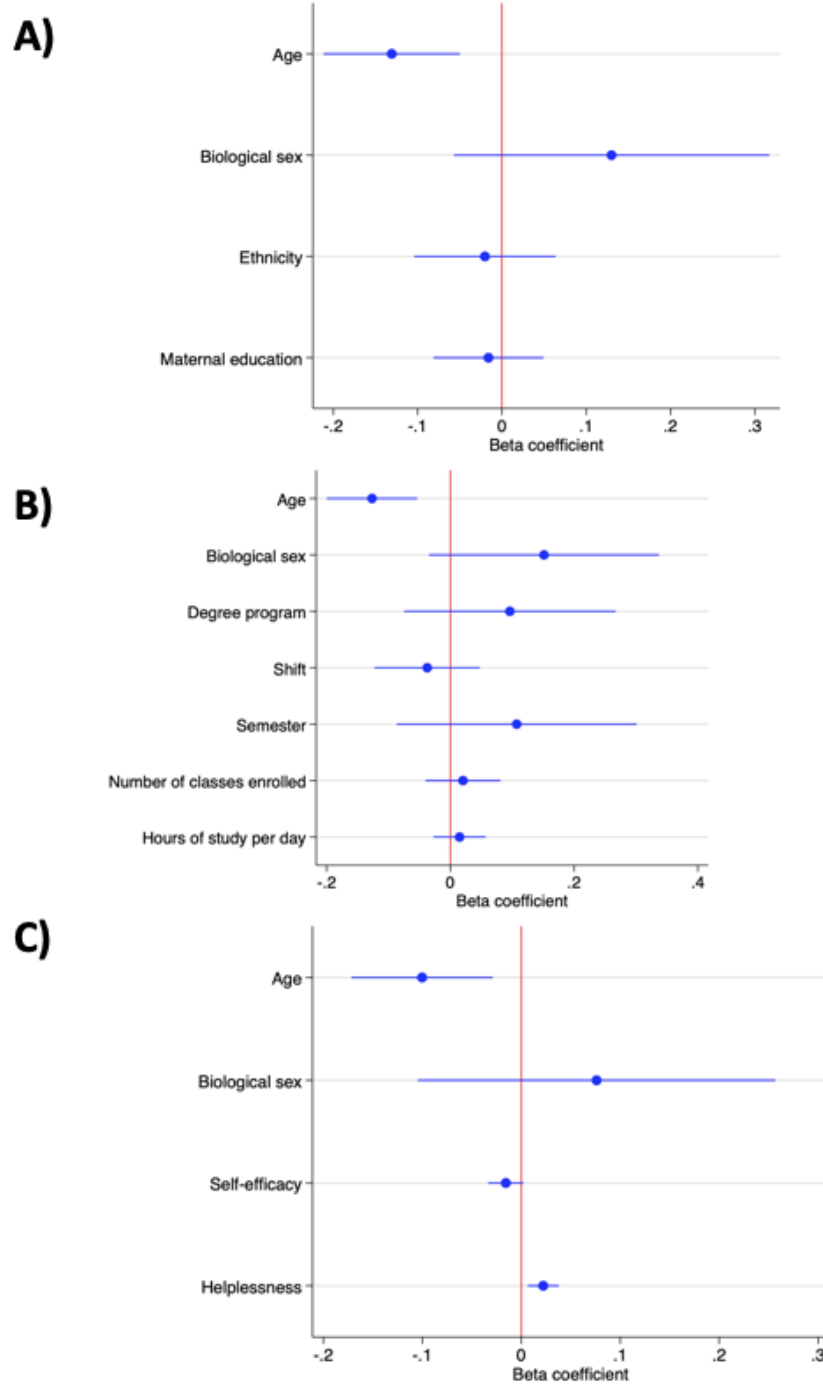 A)
Age
Biological sex
Ethnicity
Maternal education
-.2 -.1 0 .1 .2 .3
Beta coefficient
B)
Age
Biological sex
Degree program
Shift
Semester
Number of classes enrolled
Hours of study per day
-.2 0 .2 .4
Beta coefficient
C)
Age
Biological sex
Self-efficacy
Helplessness
-.2 -.1 0 .1 .2 .3
Beta coefficient